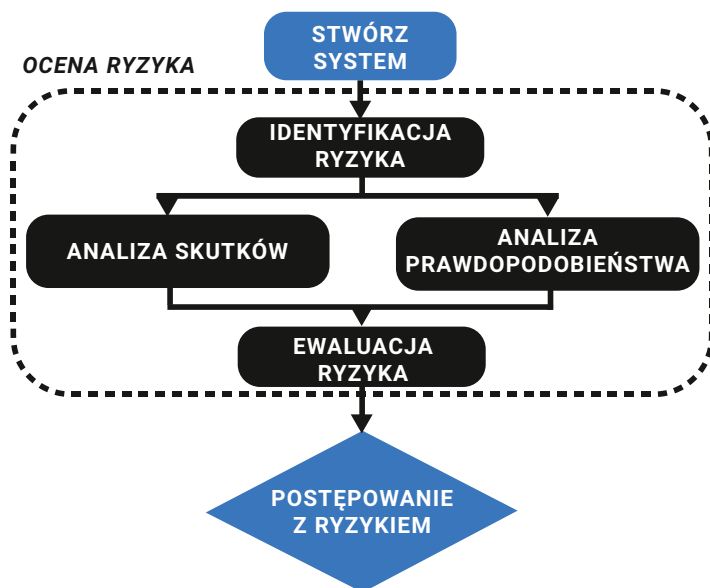 STWÓRZ
SYSTEM
OCENA RYZYKA
IDENTYFIKACJA
RYZYKA
ANALIZA SKUTKÓW
ANALIZA
PRAWDOPODOBIEŃSTWA
EWALUACJA
RYZYKA
POSTĘPOWANIE
Z RYZYKIEM